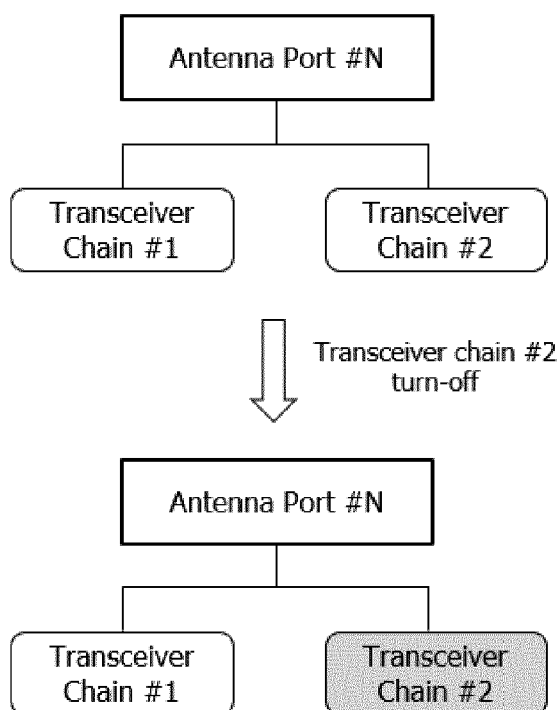 Antenna Port #N
Transceiver
Chain #1
Transceiver
Chain #2
Transceiver chain #2
turn-off
Antenna Port #N
Transceiver
Chain #1
Transceiver
Chain #2